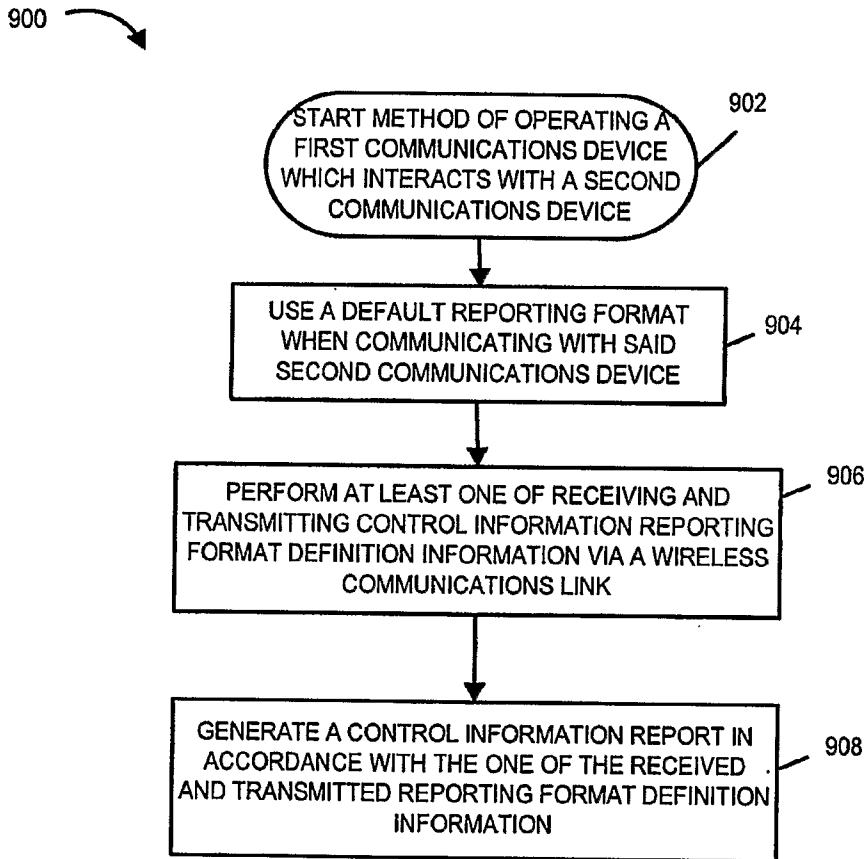 900
902
START METHOD OF OPERATING A
FIRST COMMUNICATIONS DEVICE
WHICH INTERACTS WITH A SECOND
COMMUNICATIONS DEVICE
USE A DEFAULT REPORTING FORMAT
WHEN COMMUNICATING WITH SAID
SECOND COMMUNICATIONS DEVICE
904
PERFORM AT LEAST ONE OF RECEIVING AND
TRANSMITTING CONTROL INFORMATION REPORTING
FORMAT DEFINITION INFORMATION VIA A WIRELESS
COMMUNICATIONS LINK
906
GENERATE A CONTROL INFORMATION REPORT IN
ACCORDANCE WITH THE ONE OF THE RECEIVED
AND TRANSMITTED REPORTING FORMAT DEFINITION
INFORMATION
908